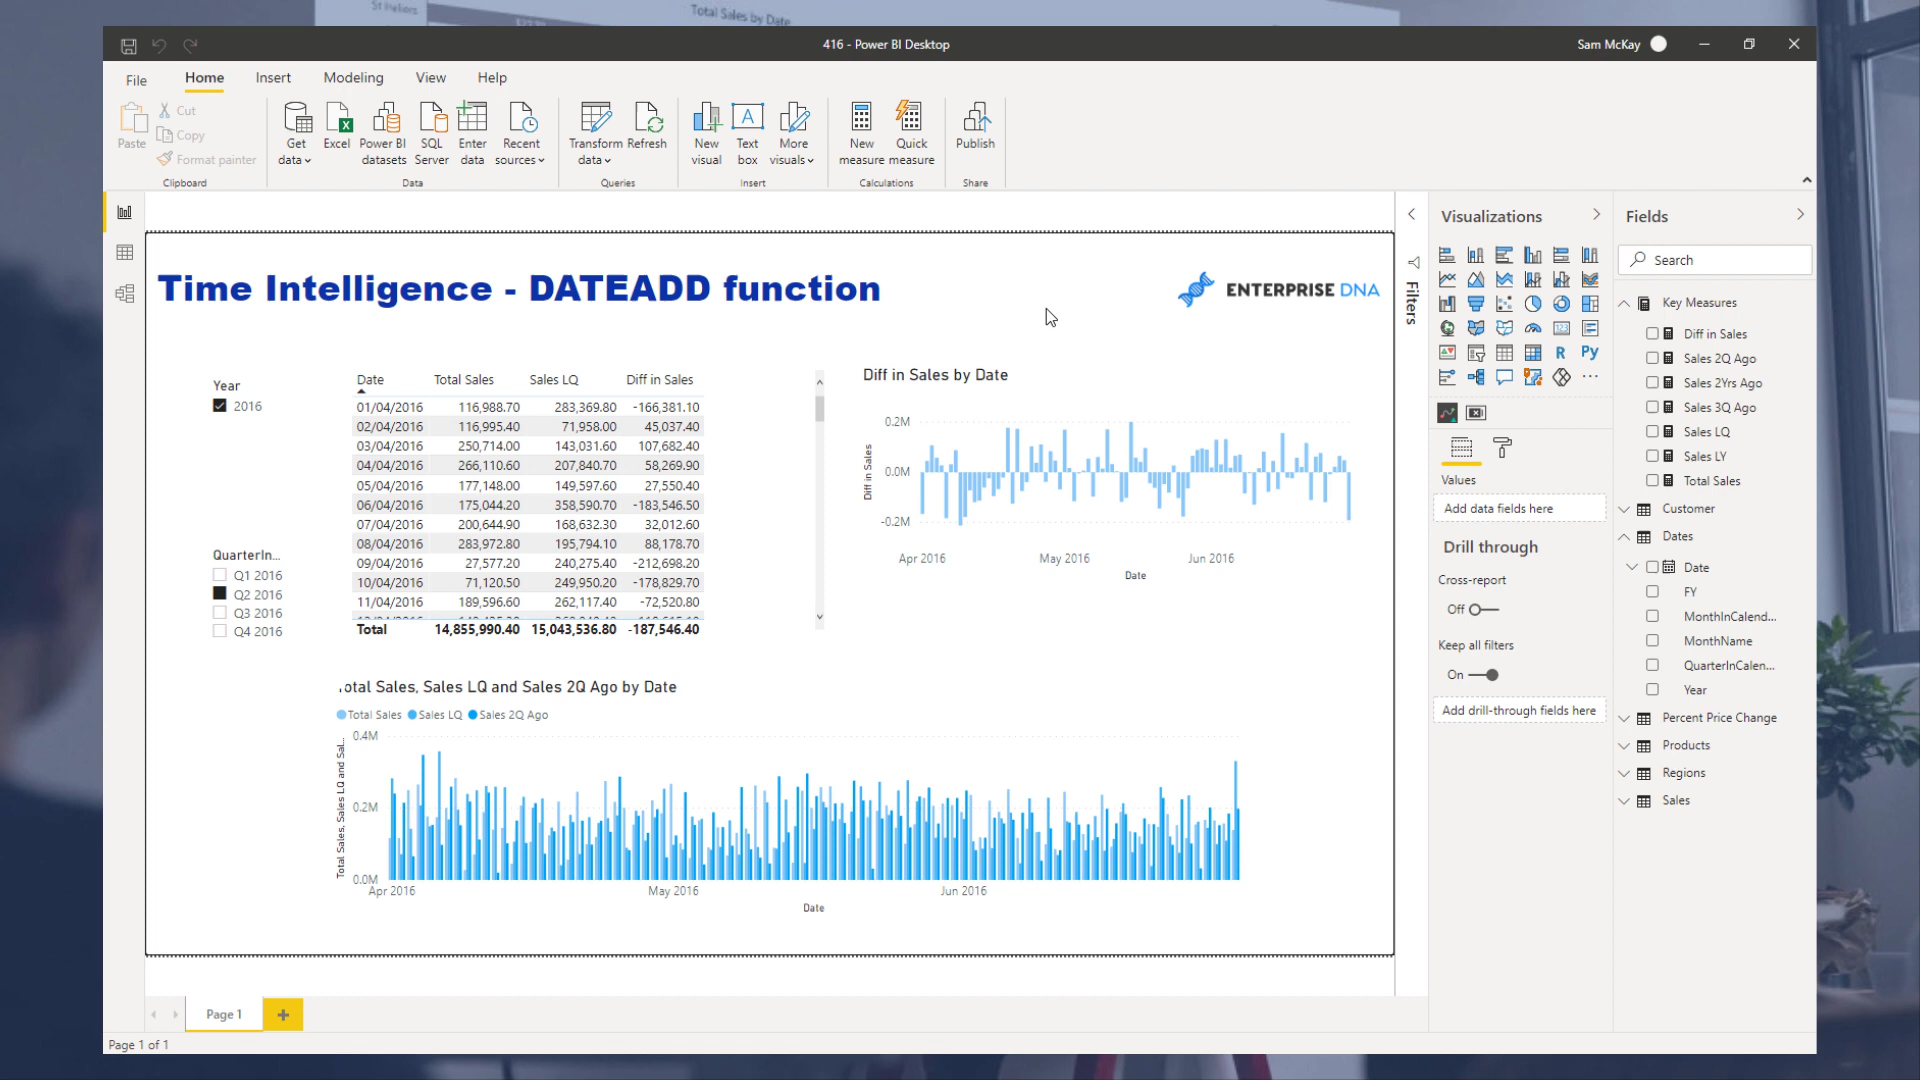 St Heliers
Total Sales by Date
416 - Power BI Desktop
Sam McKay
File
Home
Insert
Modeling
View
Help
Paste
Cut
Copy
Format painter
Clipboard
Get data
Excel
Power BI datasets
SQL Server
Enter data
Recent sources
Data
Transform data
Refresh
Queries
New visual
A
Text box
More visuals
Insert
New measure
Quick measure
Calculations
Publish
Share
Time Intelligence - DATEADD function
ENTERPRISE DNA
Year
2016
QuarterIn...
Q1 2016
Q2 2016
Q3 2016
Q4 2016
Date Total Sales Sales LQ Diff in Sales
01/04/2016 116,988.70 283,369.80 -166,381.10
02/04/2016 116,995.40 71,958.00 45,037.40
03/04/2016 250,714.00 143,031.60 107,682.40
04/04/2016 266,110.60 207,840.70 58,269.90
05/04/2016 177,148.00 149,597.60 27,550.40
06/04/2016 175,044.20 358,590.70 -183,546.50
07/04/2016 200,644.90 168,632.30 32,012.60
08/04/2016 283,972.80 195,794.10 88,178.70
09/04/2016 27,577.20 240,275.40 -212,698.20
10/04/2016 71,120.50 249,950.20 -178,829.70
11/04/2016 189,596.60 262,117.40 -72,520.80
Total 14,855,990.40 15,043,536.80 -187,546.40
Diff in Sales by Date
Diff in Sales
0.2M
0.0M
-0.2M
Apr 2016 May 2016 Jun 2016
Date
otal Sales, Sales LQ and Sales 2Q Ago by Date
Total Sales Sales LQ Sales 2Q Ago
Total Sales, Sales LQ and Sal...
0.4M
0.2M
0.0M
Apr 2016 May 2016 Jun 2016
Date
Filters
Visualizations
123
R
Py
...
Values
Add data fields here
Drill through
Cross-report
Off
Keep all filters
On
Add drill-through fields here
Fields
Search
Key Measures
Diff in Sales
Sales 2Q Ago
Sales 2Yrs Ago
Sales 3Q Ago
Sales LQ
Sales LY
Total Sales
Customer
Dates
Date
FY
MonthInCalend...
MonthName
QuarterInCalen...
Year
Percent Price Change
Products
Regions
Sales
Page 1
+
Page 1 of 1